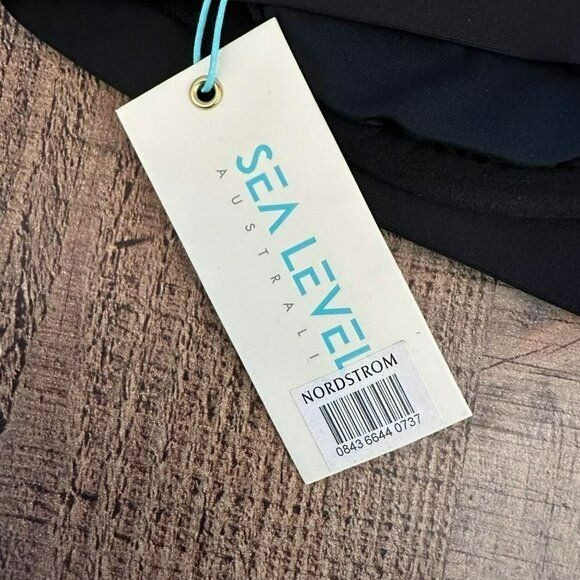 SEA LEVEL
AUSTRALI
NORDSTROM
0843 6644 0737